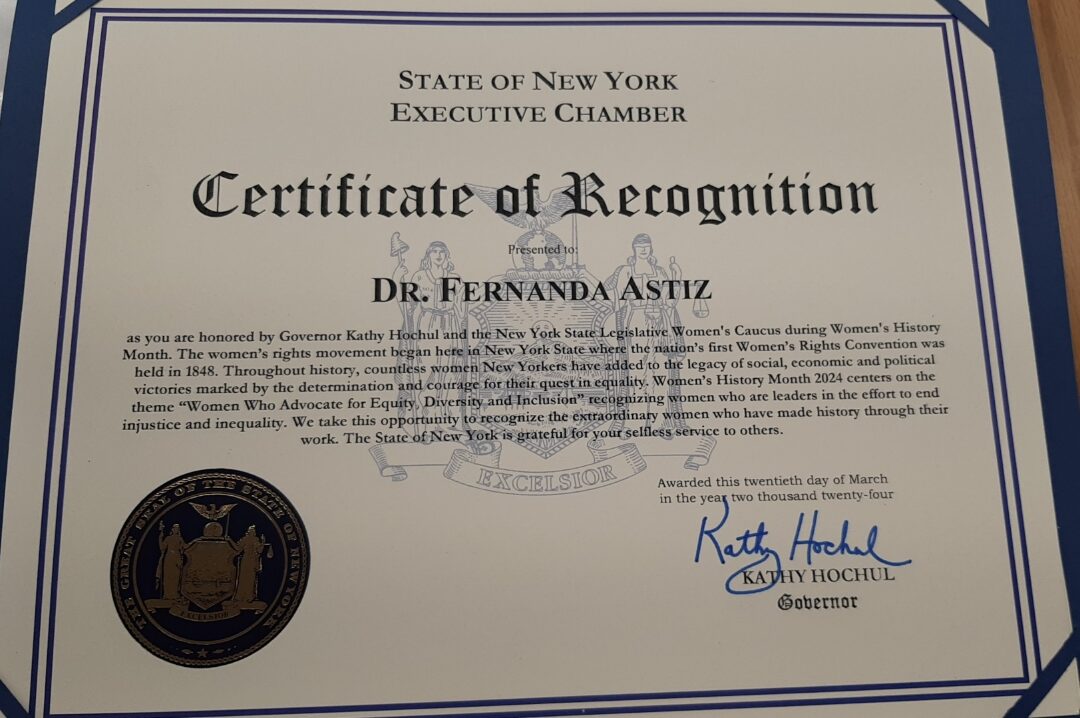 STATE OF NEW YORK
EXECUTIVE CHAMBER
Certificate of Recognition
Presented to:
DR. FERNANDA ASTIZ
as you are honored by Governor Kathy Hochul and the New York State Legislative Women's Caucus during Women's History
Month. The women's rights movement began here in New York State where the nation's first Women's Rights Convention was
held in 1848. Throughout history, countless women New Yorkers have added to the legacy of social, economic and political
victories marked by the determination and courage for their quest in equality. Women's History Month 2024 centers on the
theme “Women Who Advocate for Equity, Diversity, and Inclusion” recognizing women who are leaders in the effort to end
injustice and inequality. We take this opportunity to recognize the extraordinary women who have made history through their
work. The State of New York is grateful for your selfless service to others.
EXCELSIOR
THE GREAT SEAL OF THE STATE OF NEW YORK
EXCELSIOR
Awarded this twentieth day of March
in the year two thousand twenty-four
Kathy Hochul
KATHY HOCHUL
Governor